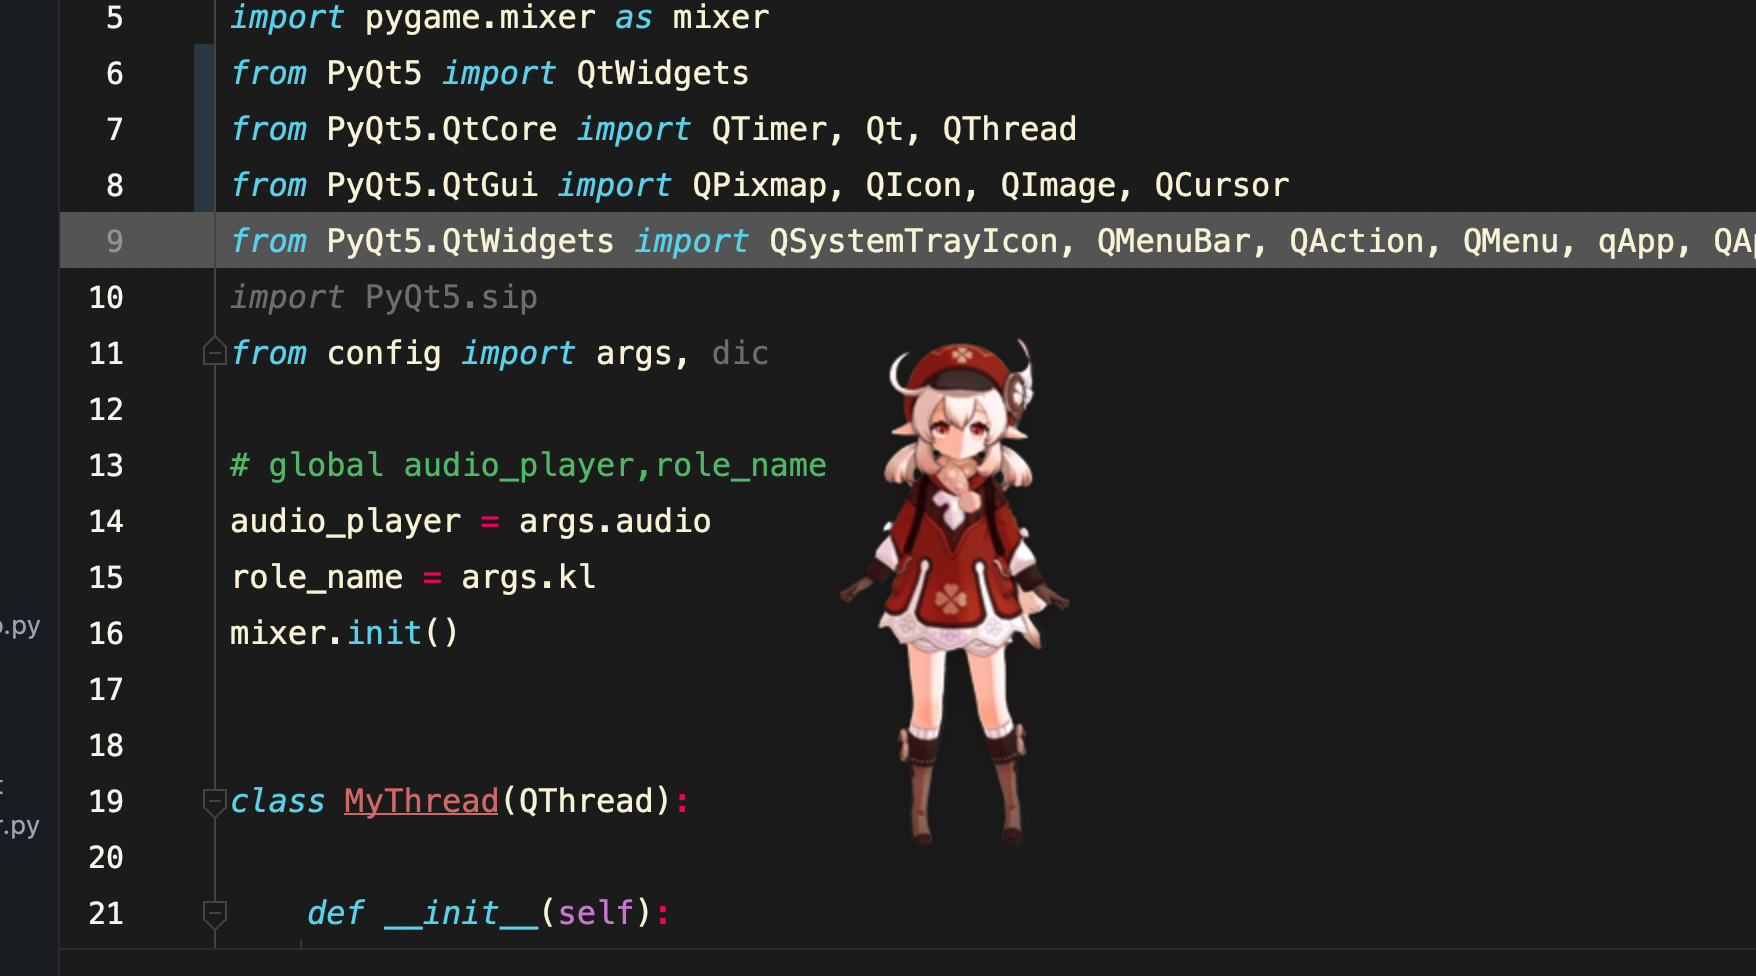 5 import pygame.mixer as mixer
6 from PyQt5 import QtWidgets
7 from PyQt5.QtCore import QTimer, Qt, QThread
8 from PyQt5.QtGui import QPixmap, QIcon, QImage, QCursor
9 from PyQt5.QtWidgets import QSystemTrayIcon, QMenuBar, QAction, QMenu, qApp,
10 import PyQt5.sip
11 from config import args, dic
12
13 # global audio_player,role_name
14 audio_player = args.audio
15 role_name = args.kl
.py
16 mixer.init()
17
18
19 class MyThread(QThread):
.py
20
21 def __init__(self):